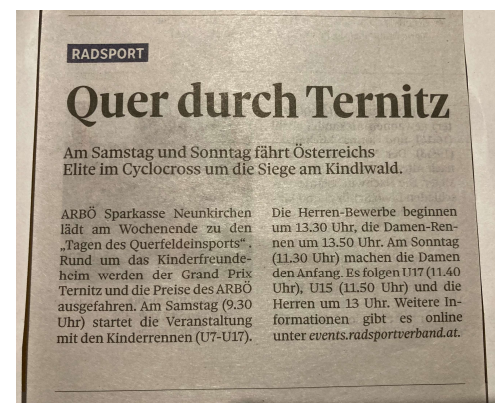 RADSPORT
Quer durch Ternitz
Am Samstag und Sonntag fährt Österreichs
Elite im Cyclocross um die Siege am Kindlwald.
ARBÖ Sparkasse Neunkirchen
lädt am Wochenende zu den
„Tagen des Querfeldeinsports“.
Rund um das Kinderfreunde-
heim werden der Grand Prix
Ternitz und die Preise des ARBÖ
ausgefahren. Am Samstag (9.30
Uhr) startet die Veranstaltung
mit den Kinderrennen (U7-U17).
Die Herren-Bewerbe beginnen
um 13.30 Uhr, die Damen-Ren-
nen um 13.50 Uhr. Am Sonntag
(11.30 Uhr) machen die Damen
den Anfang. Es folgen U17 (11.40
Uhr), U15 (11.50 Uhr) und die
Herren um 13 Uhr. Weitere In-
formationen gibt es online
unter events.radsportverband.at.